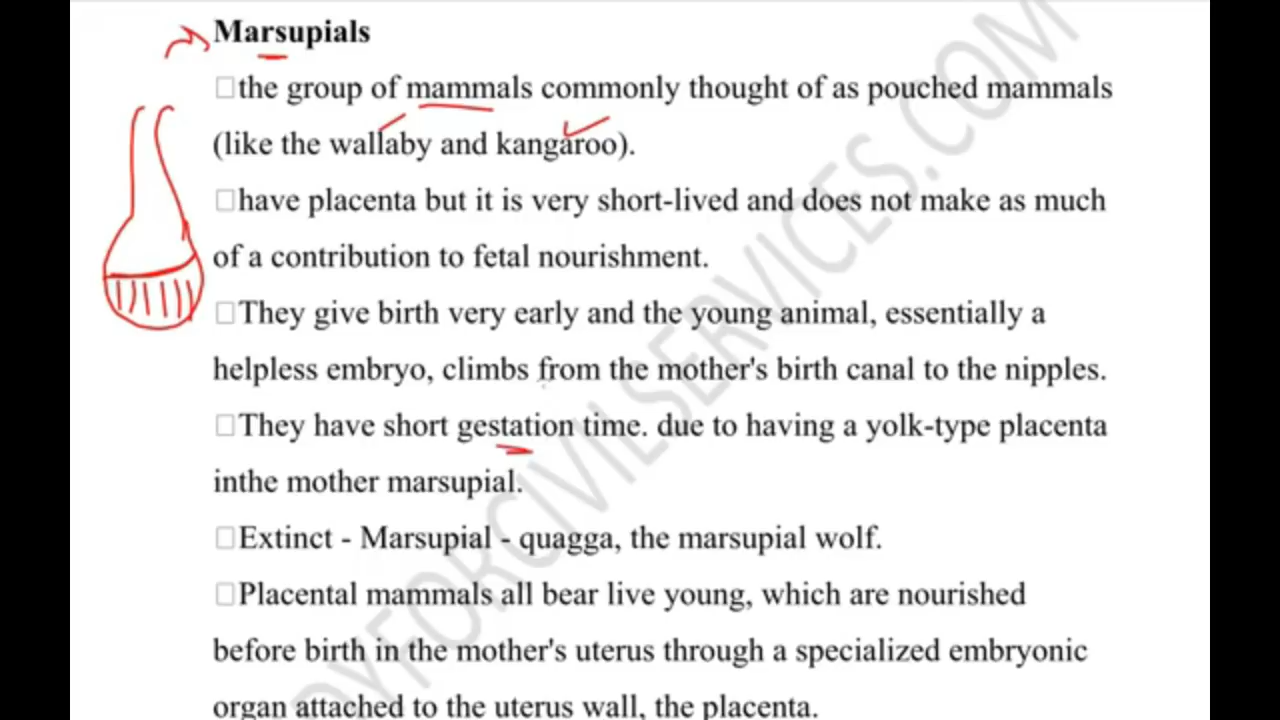 Marsupials
□the group of mammals commonly thought of as pouched mammals
(like the wallaby and kangaroo).
□have placenta but it is very short-lived and does not make as much
of a contribution to fetal nourishment.
□They give birth very early and the young animal, essentially a
helpless embryo, climbs from the mother's birth canal to the nipples.
□They have short gestation time. due to having a yolk-type placenta
inthe mother marsupial.
□Extinct - Marsupial - quagga, the marsupial wolf.
□Placental mammals all bear live young, which are nourished
before birth in the mother's uterus through a specialized embryonic
organ attached to the uterus wall, the placenta.
DYFORCIVILSERVICES.COM